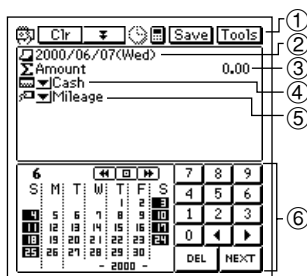 Clr Save Tools ①
2000/06/07(Wed) ②
Amount 0.00 ③
Cash ④
Mileage ⑤
6
S M T W T F S
1 2 3
4 5 6 7 8 9 10
11 12 13 14 15 16 17
18 19 20 21 22 23 24
25 26 27 28 29 30
- 2000 -
7 8 9
4 5 6
1 2 3
0
DEL NEXT
⑥